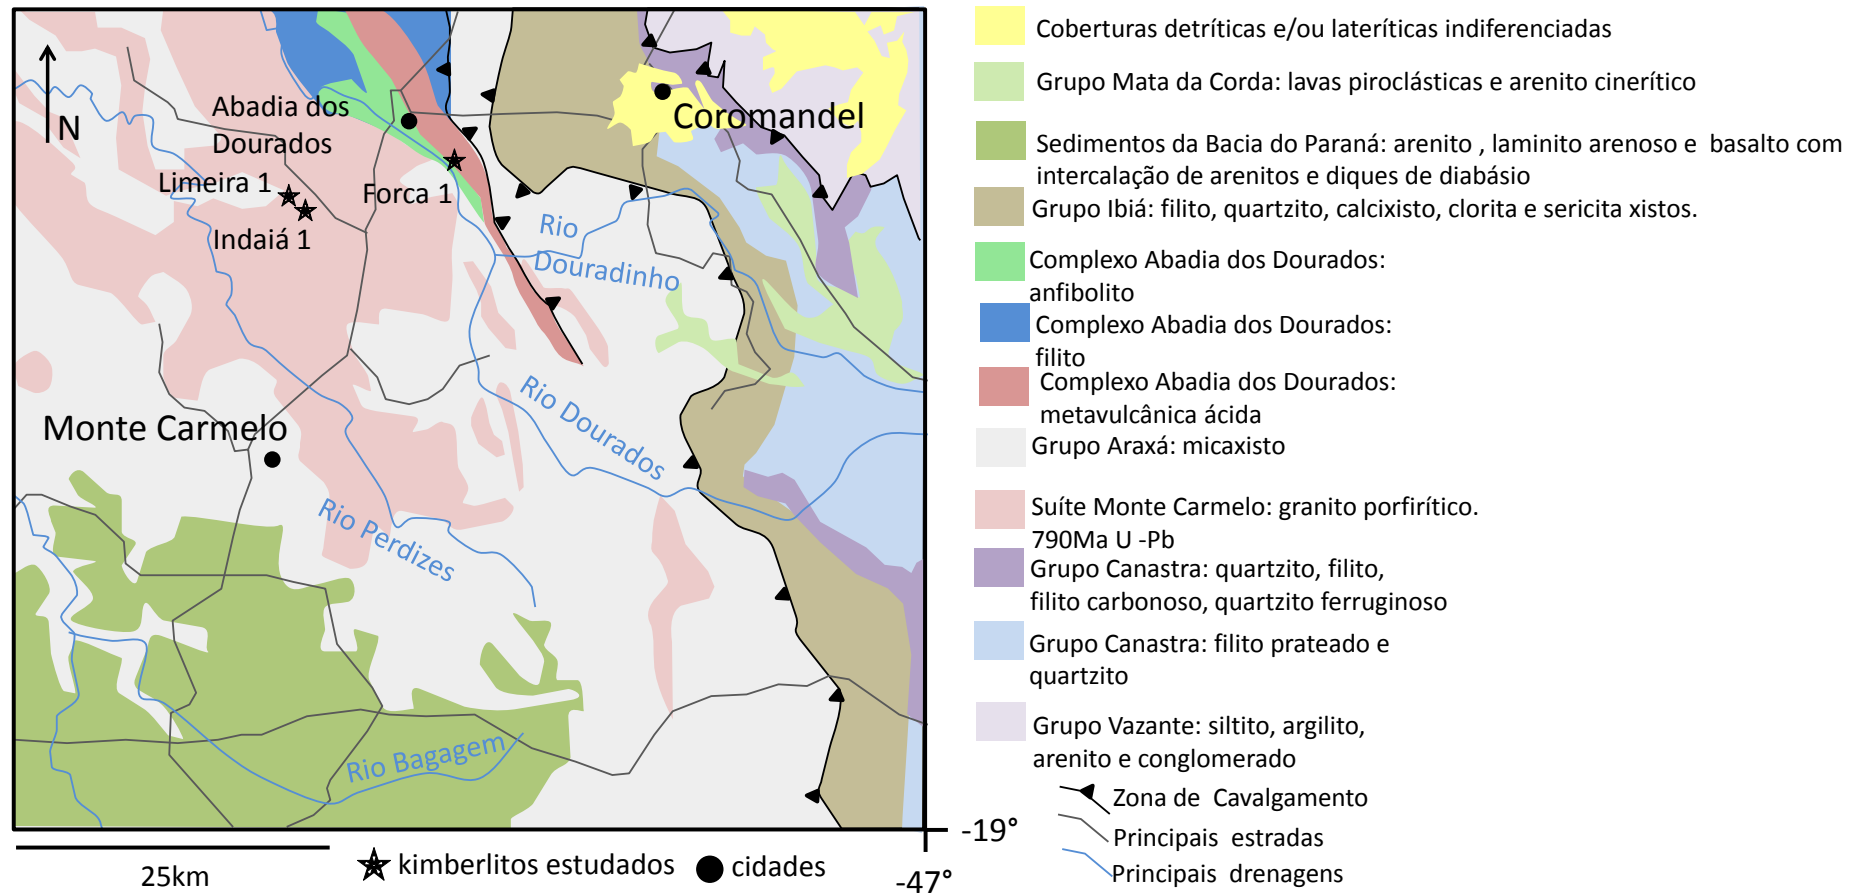 N
Abadia dos
Dourados
Limeira 1
Indaiá 1
Forca 1
Coromandel
Rio
Douradinho
Monte Carmelo
Rio Dourados
Rio Perdizes
Rio Bagagem
25km
kimberlitos estudados
cidades
-19°
-47°
Coberturas detríticas e/ou lateríticas indiferenciadas
Grupo Mata da Corda: lavas piroclásticas e arenito cinerítico
Sedimentos da Bacia do Paraná: arenito , laminito arenoso e basalto com
intercalação de arenitos e diques de diabásio
Grupo Ibiá: filito, quartzito, calcixisto, clorita e sericita xistos.
Complexo Abadia dos Dourados:
anfibolito
Complexo Abadia dos Dourados:
filito
Complexo Abadia dos Dourados:
metavulcânica ácida
Grupo Araxá: micaxisto
Suíte Monte Carmelo: granito porfirítico.
790Ma U -Pb
Grupo Canastra: quartzito, filito,
filito carbonoso, quartzito ferruginoso
Grupo Canastra: filito prateado e
quartzito
Grupo Vazante: siltito, argilito,
arenito e conglomerado
Zona de Cavalgamento
Principais estradas
Principais drenagens